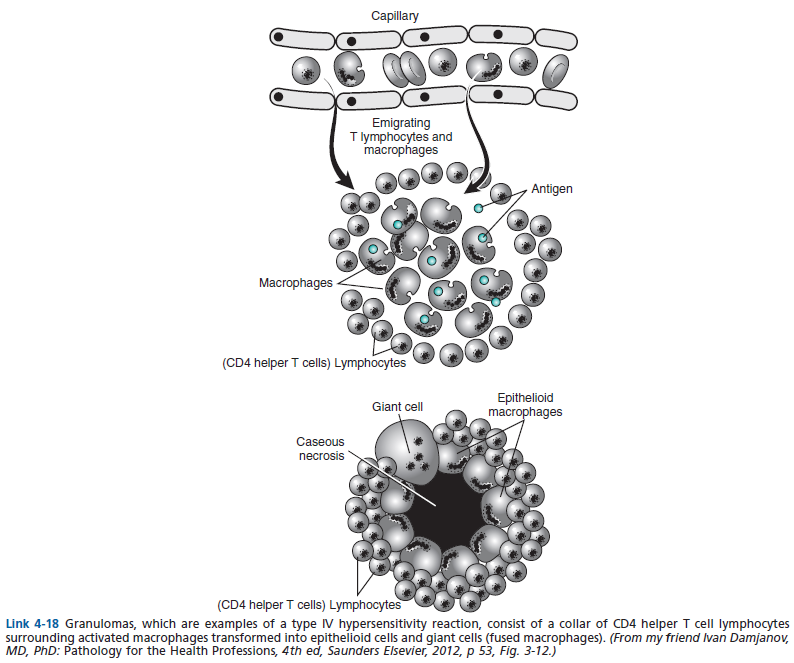 Capillary
Emigrating
T lymphocytes and
macrophages
Antigen
Macrophages
(CD4 helper T cells) Lymphocytes
Epithelioid
macrophages
Giant cell
Caseous
necrosis
(CD4 helper T cells) Lymphocytes
Link 4-18 Granulomas, which are examples of a type IV hypersensitivity reaction, consist of a collar of CD4 helper T cell lymphocytes
surrounding activated macrophages transformed into epithelioid cells and giant cells (fused macrophages). (From my friend Ivan Damjanov,
MD, PhD: Pathology for the Health Professions, 4th ed, Saunders Elsevier, 2012, p 53, Fig. 3-12.)